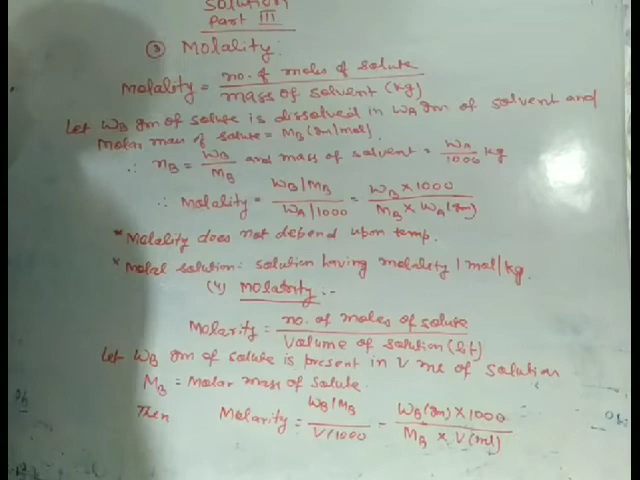 Solution
Part III
③ Molality:
Molality = no. of moles of solute / mass of solvent (kg)
Let WB gm of solute is dissolved in WA gm of solvent and
Molar mass of solute = MB (gm/mol).
∴ nB = WB / MB and mass of solvent = WA / 1000 kg
∴ Molality = WB/MB / WA/1000 = WB × 1000 / MB × WA (gm)
* Molality does not depend upon temp.
* Molal solution: solution having molality 1 mol/kg.
(4) Molarity :-
Molarity = no. of moles of solute / Volume of solution (lit)
Let WB gm of solute is present in V ml of solution
MB = Molar mass of solute.
Then Molarity = WB/MB / V/1000 = WB (gm) × 1000 / MB × V (ml)